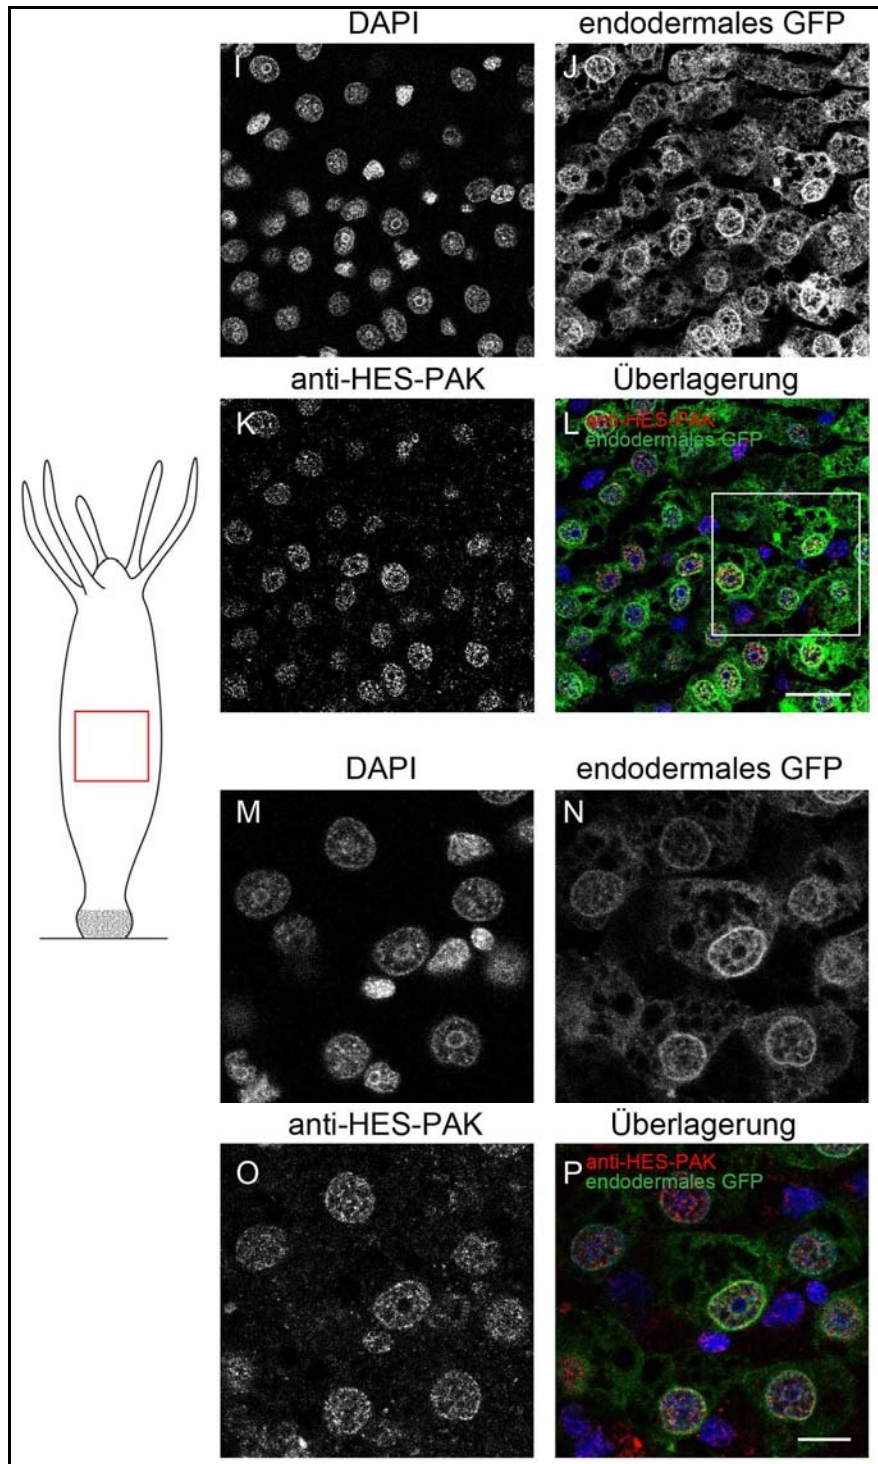 DAPI
endodermales GFP
I
J
anti-HES-PAK
Überlagerung
K
L
anti-HES-PAK
endodermales GFP
DAPI
endodermales GFP
M
N
anti-HES-PAK
Überlagerung
O
P
anti-HES-PAK
endodermales GFP